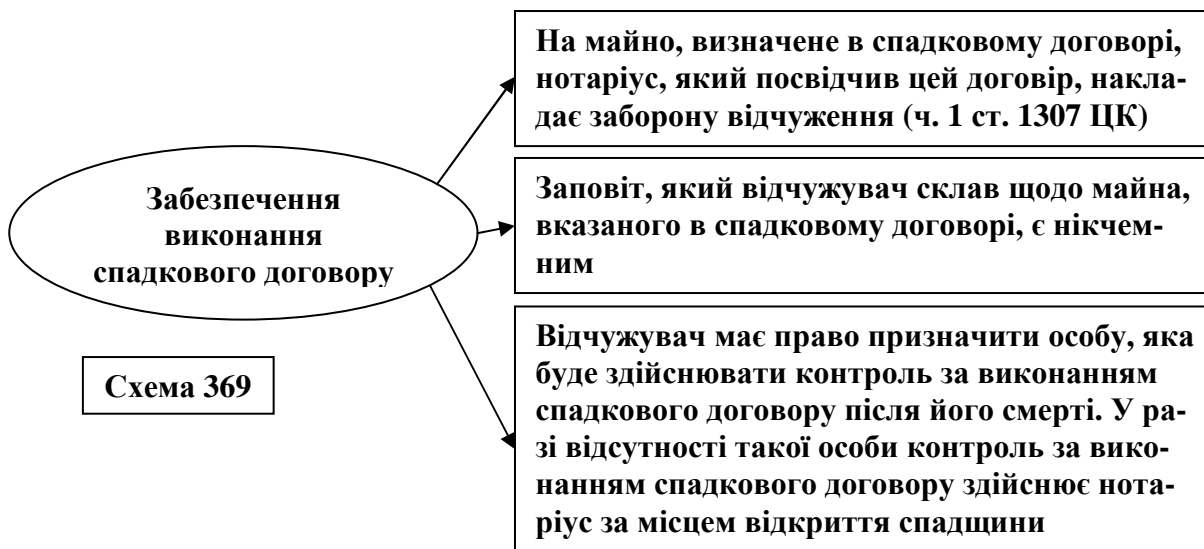 На майно, визначене в спадковому договорі,
нотаріус, який посвідчив цей договір, накла-
дає заборону відчуження (ч. 1 ст. 1307 ЦК)
Забезпечення
виконання
спадкового договору
Заповіт, який відчужувач склав щодо майна,
вказаного в спадковому договорі, є нікчем-
ним
Схема 369
Відчужувач має право призначити особу, яка
буде здійснювати контроль за виконанням
спадкового договору після його смерті. У ра-
зі відсутності такої особи контроль за вико-
нанням спадкового договору здійснює нота-
ріус за місцем відкриття спадщини